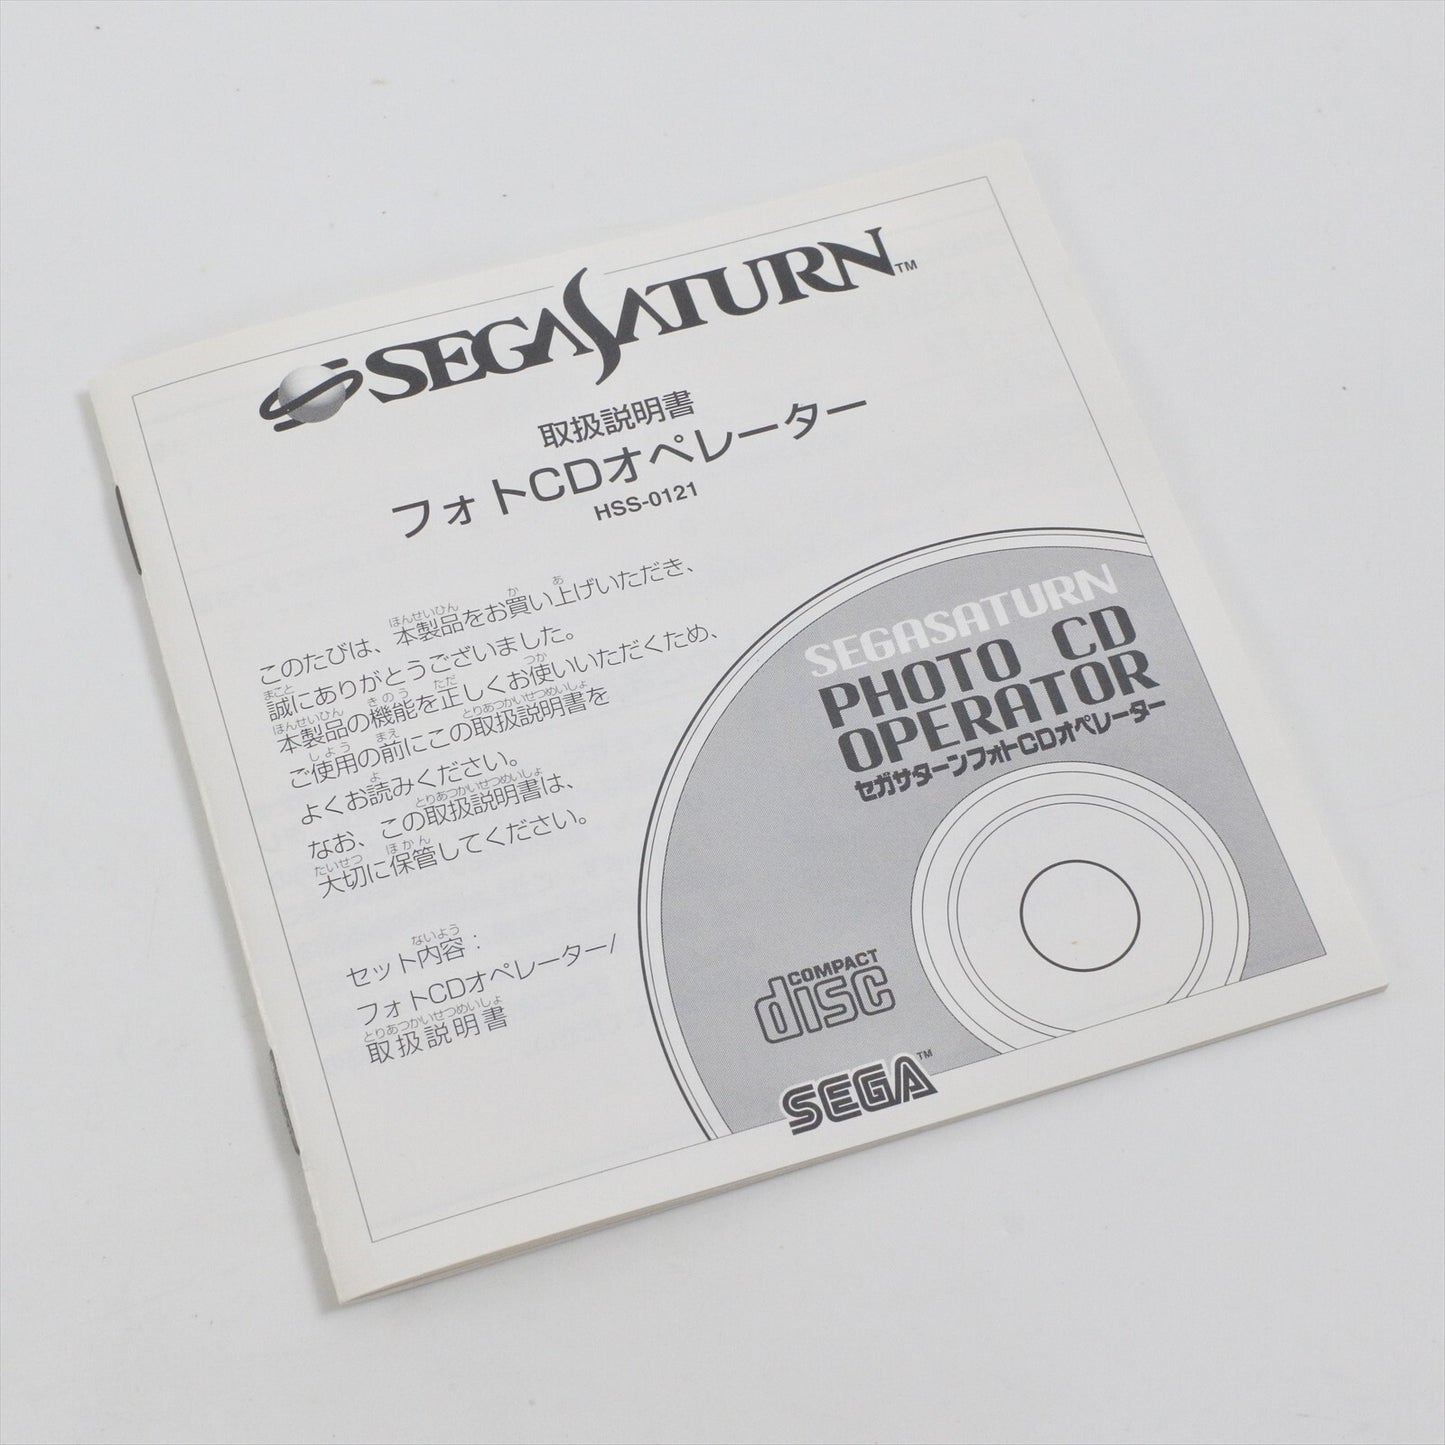 SEGASATURN™
取扱説明書
フォトCDオペレーター
HSS-0121
このたびは、本製品をお買い上げいただき、
誠にありがとうございました。
本製品の機能を正しくお使いいただくため、
ご使用の前にこの取扱説明書を
よくお読みください。
なお、この取扱説明書は、
大切に保管してください。
セット内容：
フォトCDオペレーター/
取扱説明書
SEGASATURN
PHOTO CD
OPERATOR
セガサターンフォトCDオペレーター
COMPACT
disc
SEGA™